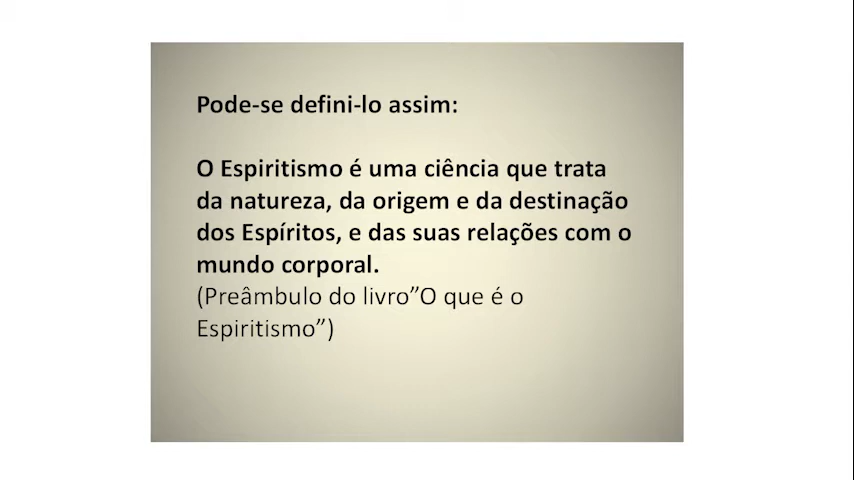 Pode-se defini-lo assim:
O Espiritismo é uma ciência que trata
da natureza, da origem e da destinação
dos Espíritos, e das suas relações com o
mundo corporal.
(Preâmbulo do livro”O que é o
Espiritismo”)